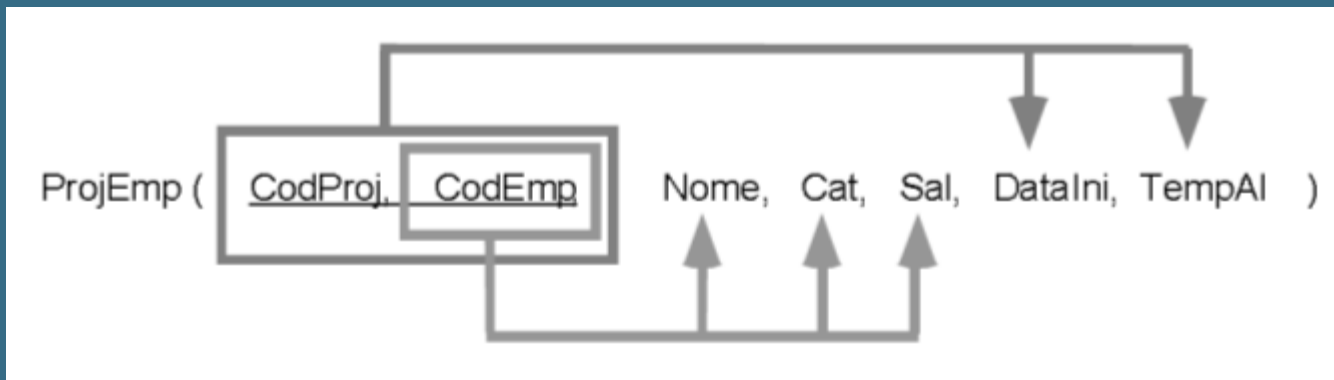 ProjEmp ( CodProj, CodEmp Nome, Cat, Sal, DataIni, TempAl )